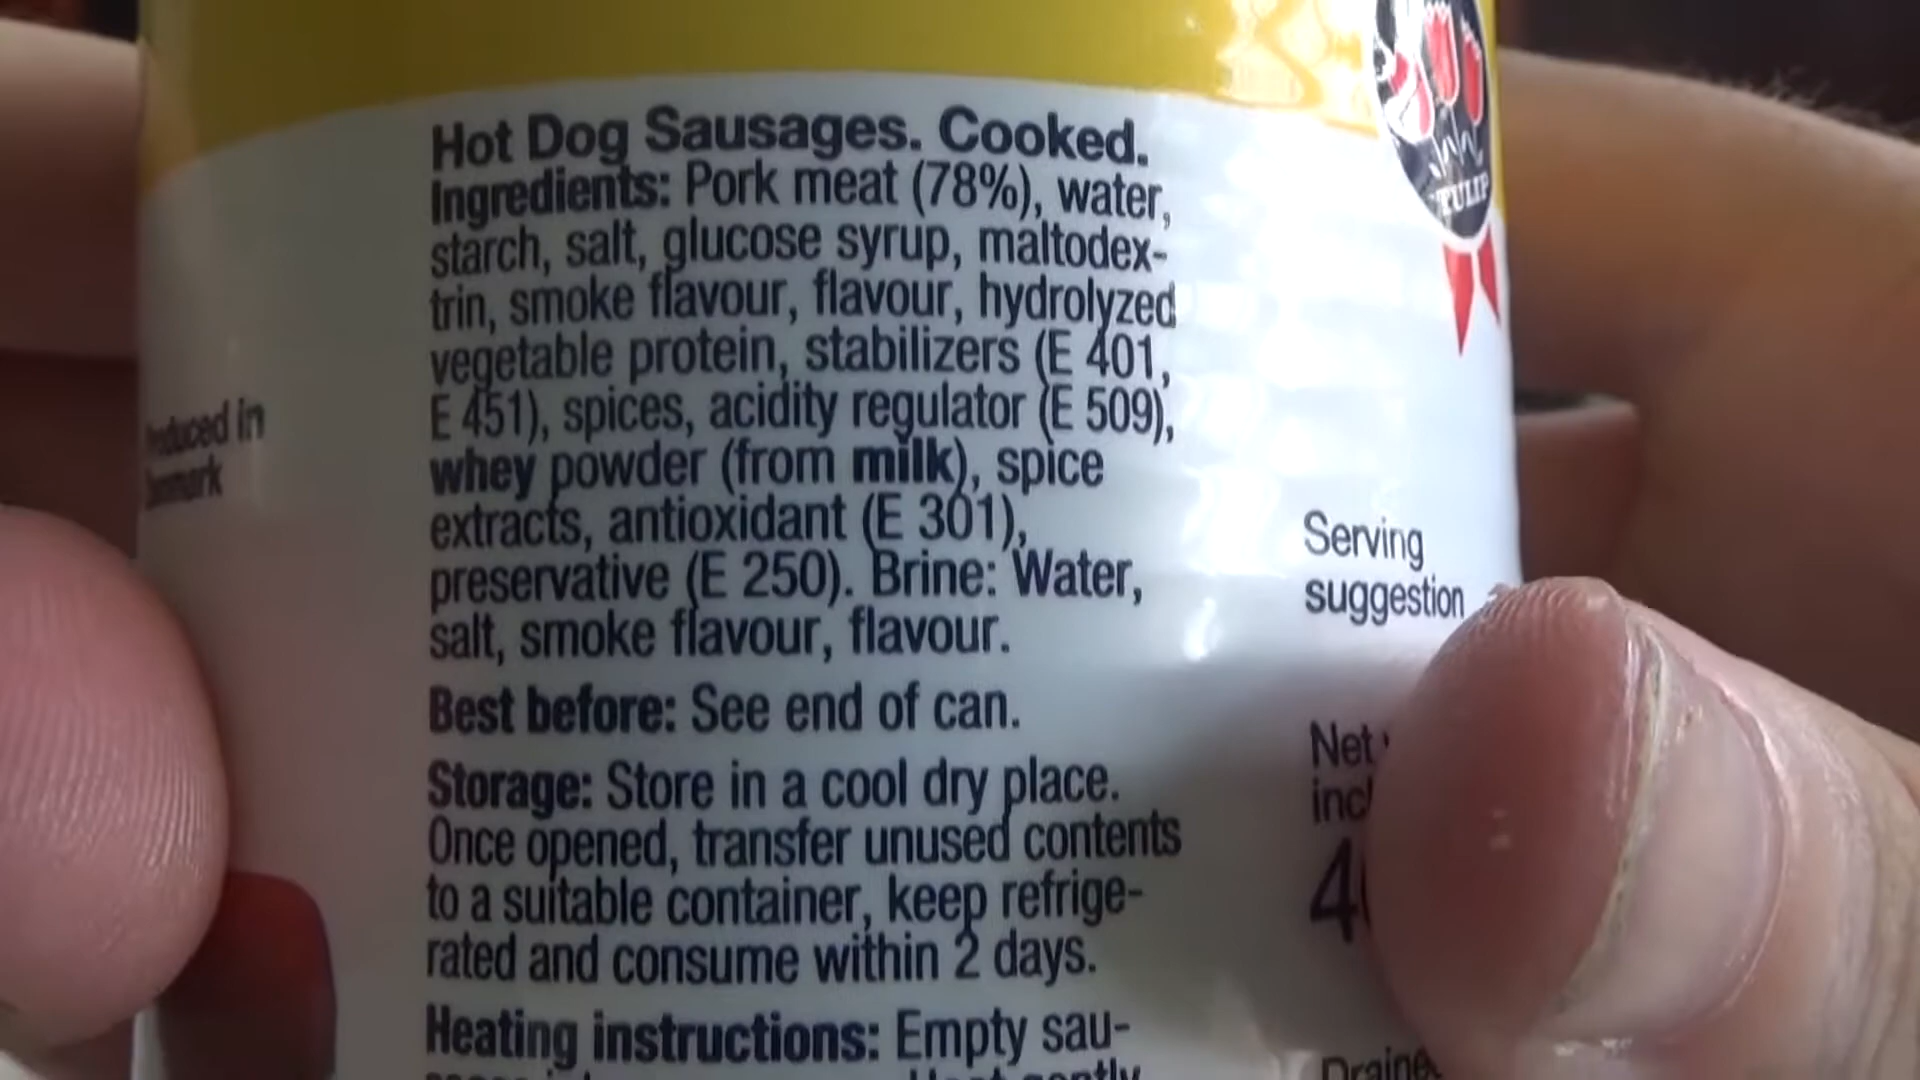 Hot Dog Sausages. Cooked.
Ingredients: Pork meat (78%), water,
starch, salt, glucose syrup, maltodex-
trin, smoke flavour, flavour, hydrolyzed
vegetable protein, stabilizers (E 401,
E 451), spices, acidity regulator (E 509),
whey powder (from milk), spice
extracts, antioxidant (E 301),
preservative (E 250). Brine: Water,
salt, smoke flavour, flavour.
Best before: See end of can.
Storage: Store in a cool dry place.
Once opened, transfer unused contents
to a suitable container, keep refrige-
rated and consume within 2 days.
Heating instructions: Empty sau-
gently
in
TULIP
Serving
suggestion
Net